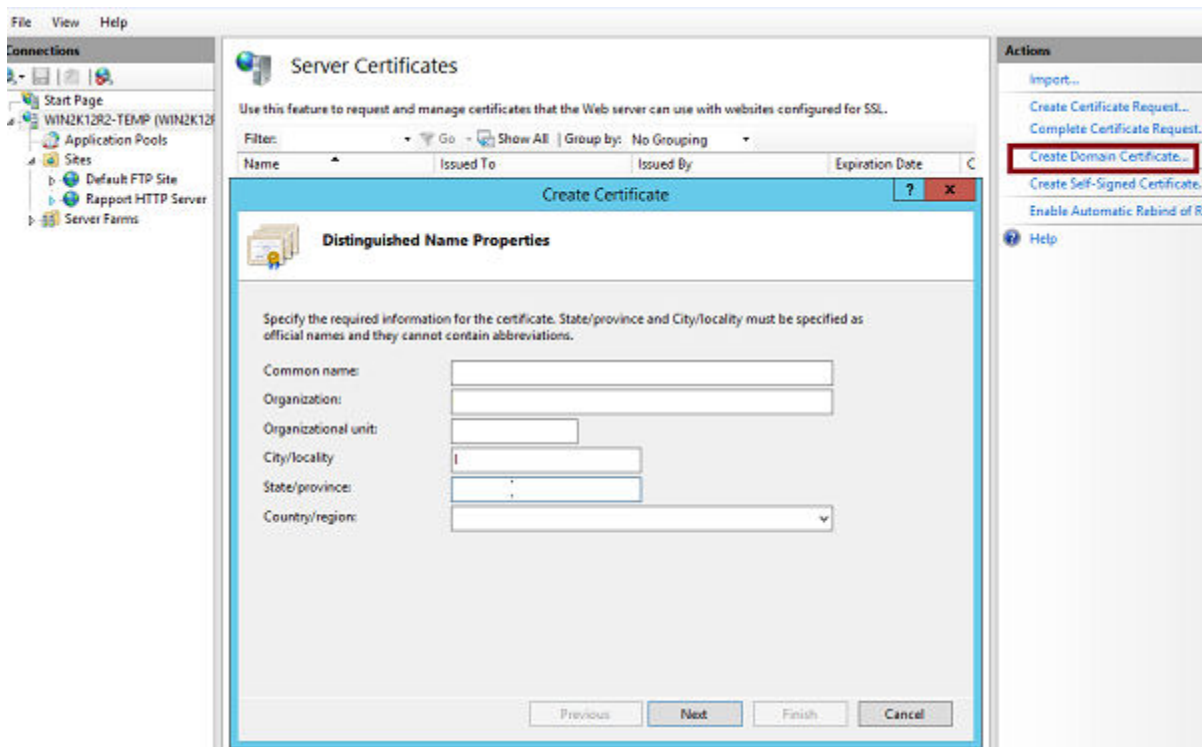 File View Help
Connections
Start Page
WIN2K12R2-TEMP (WIN2K12R
Application Pools
Sites
Default FTP Site
Rapport HTTP Server
Server Farms
Server Certificates
Use this feature to request and manage certificates that the Web server can use with websites configured for SSL.
Filter: Go Show All Group by: No Grouping
Name Issued To Issued By Expiration Date C
Create Certificate ? x
Distinguished Name Properties
Specify the required information for the certificate. State/province and City/locality must be specified as
official names and they cannot contain abbreviations.
Common name:
Organization:
Organizational unit:
City/locality
State/province:
Country/region:
Previous Next Finish Cancel
Actions
Import...
Create Certificate Request...
Complete Certificate Request.
Create Domain Certificate...
Create Self-Signed Certificate.
Enable Automatic Rebind of R
Help